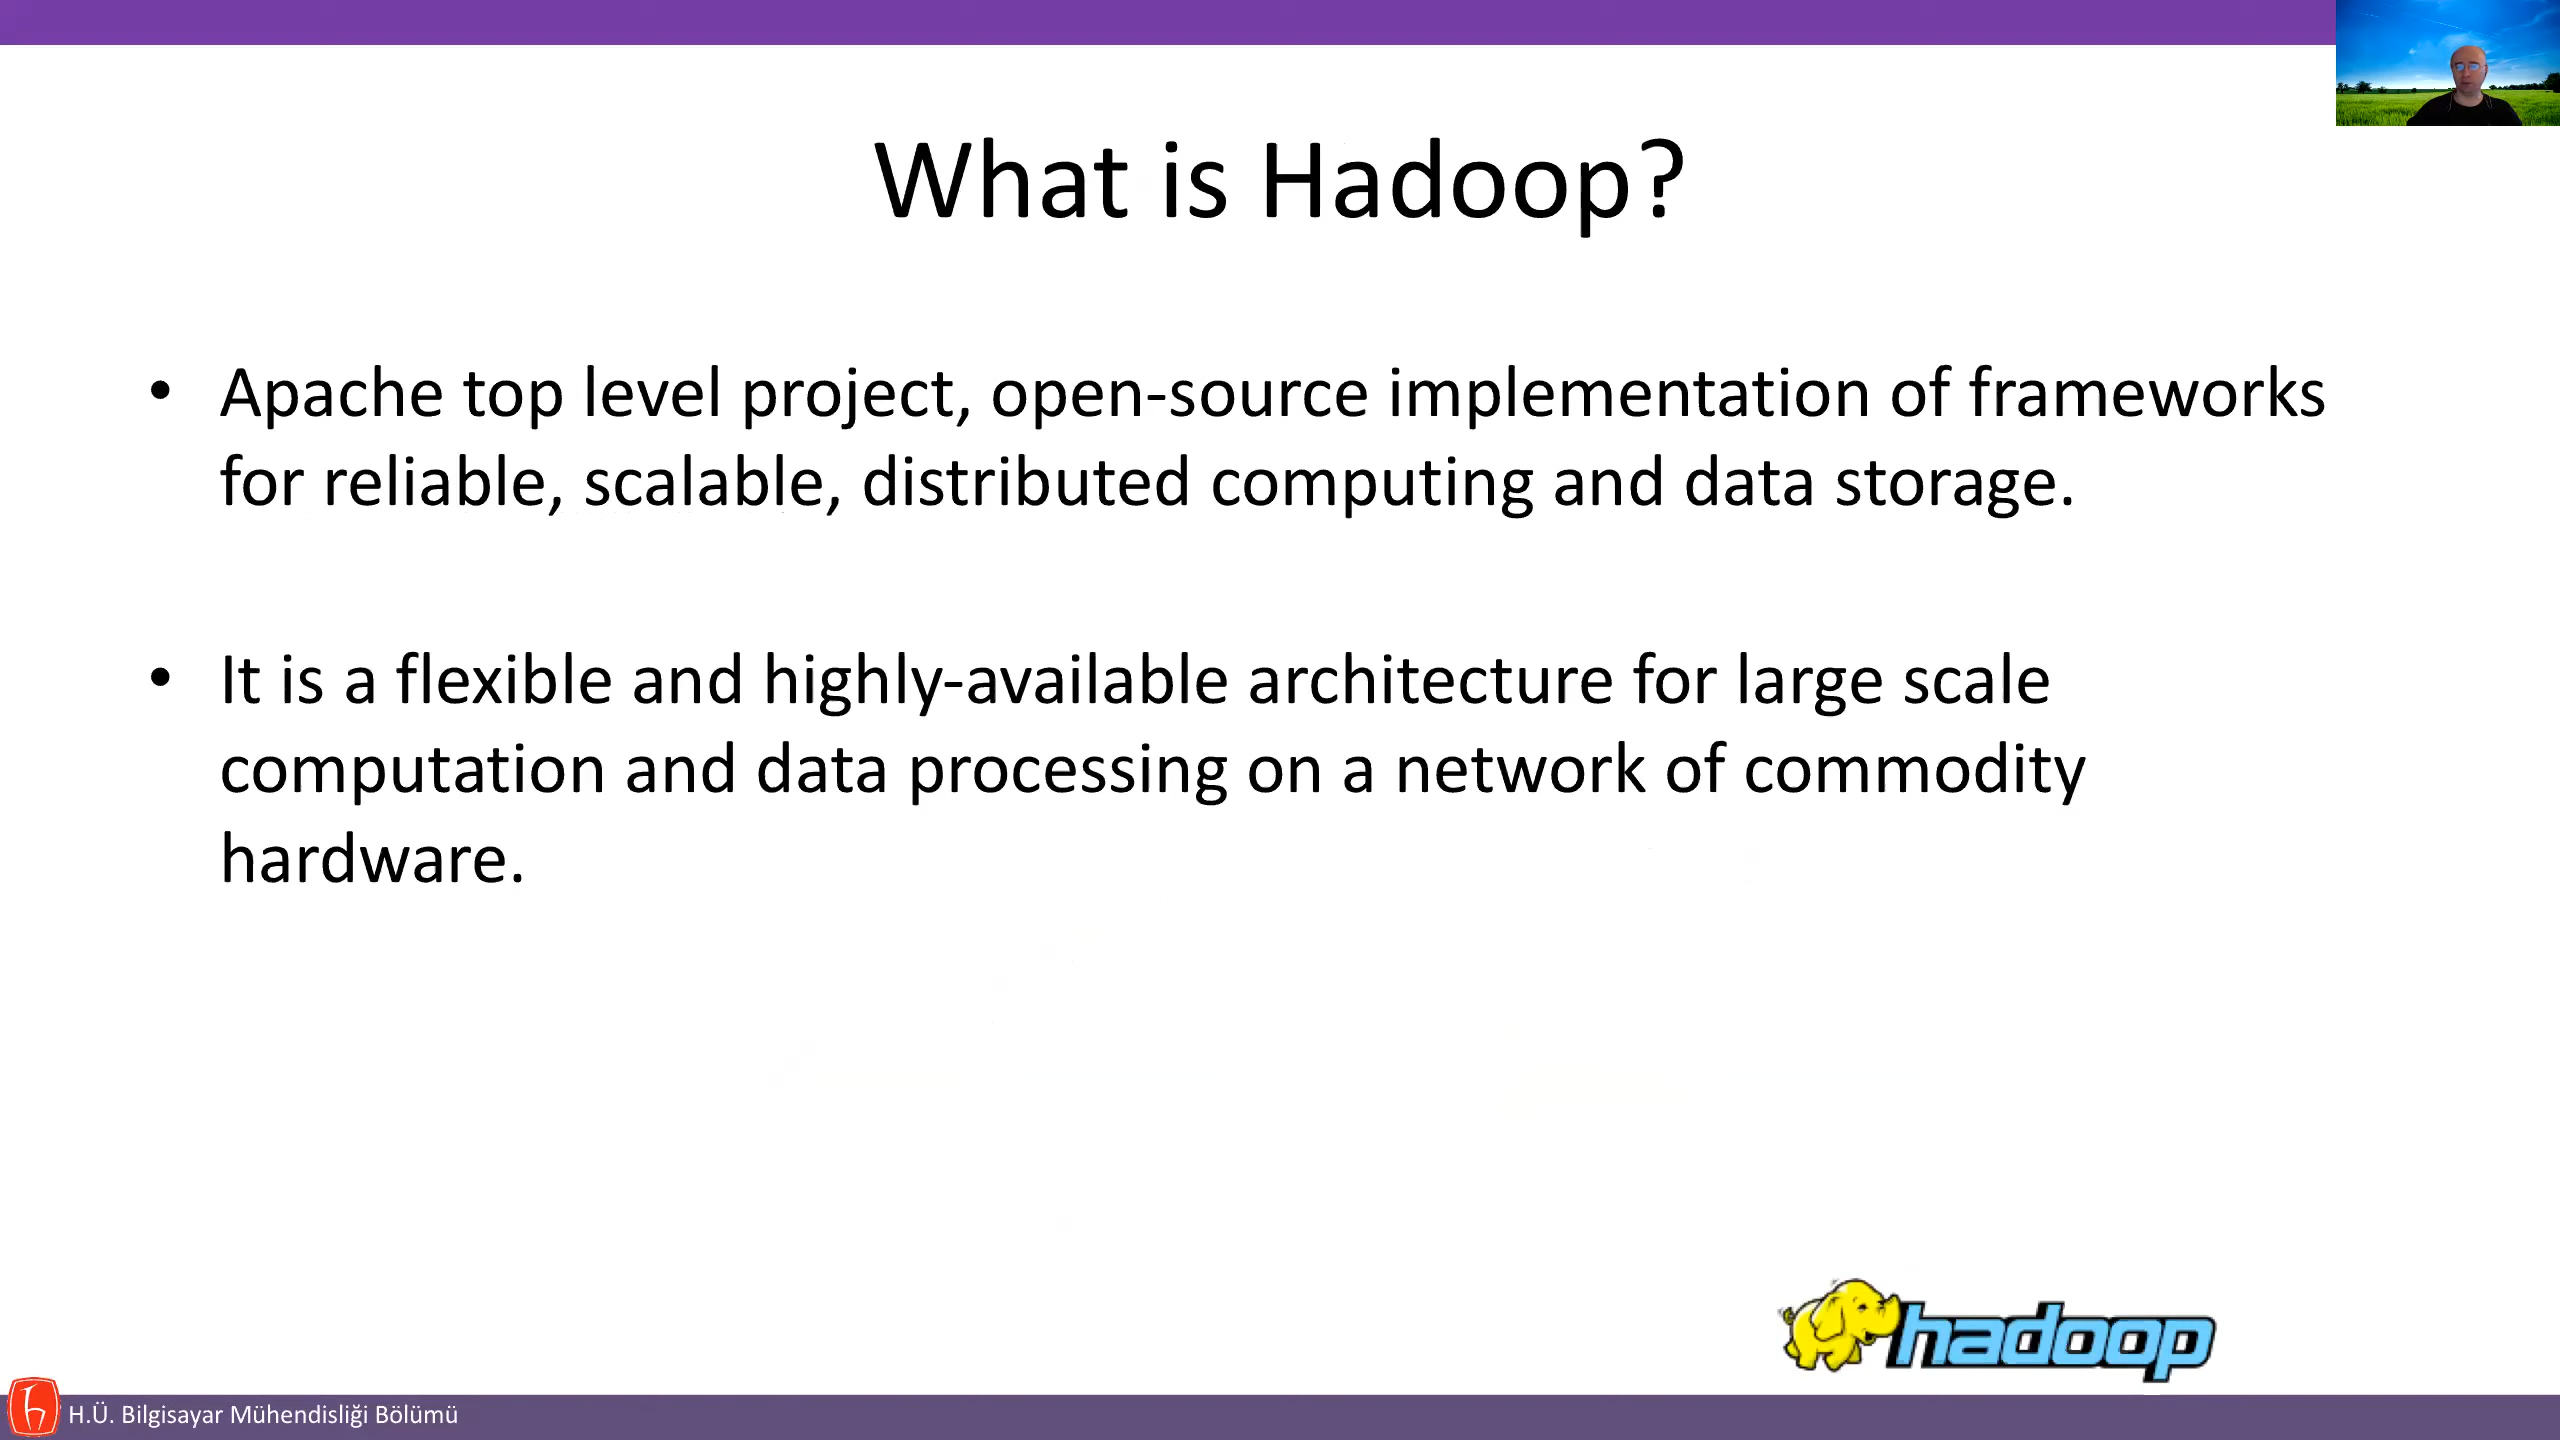 What is Hadoop?
• Apache top level project, open-source implementation of frameworks
for reliable, scalable, distributed computing and data storage.
• It is a flexible and highly-available architecture for large scale
computation and data processing on a network of commodity
hardware.
hadoop
H.Ü. Bilgisayar Mühendisliği Bölümü